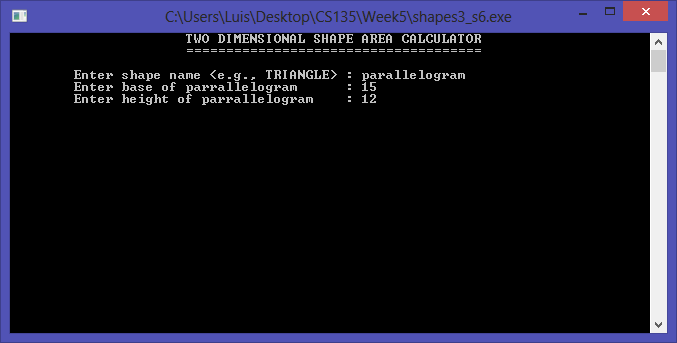 C:\Users\Luis\Desktop\CS135\Week5\shapes3_s6.exe
TWO DIMENSIONAL SHAPE AREA CALCULATOR
=====================================
Enter shape name <e.g., TRIANGLE> : parallelogram
Enter base of parrallelogram : 15
Enter height of parrallelogram : 12